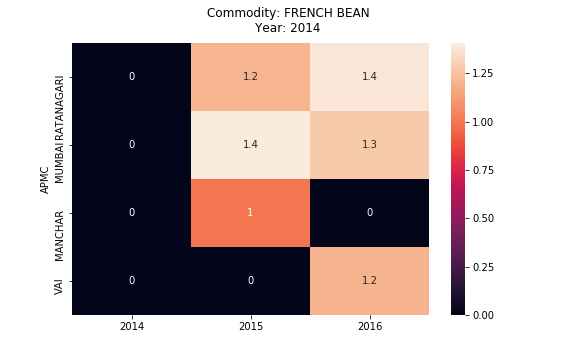 Commodity: FRENCH BEAN
Year: 2014
APMC
RATANAGARI
0 1.2 1.4
MUMBAI
0 1.4 1.3
MANCHAR
0 1 0
VAI
0 0 1.2
2014 2015 2016
1.25
1.00
0.75
0.50
0.25
0.00